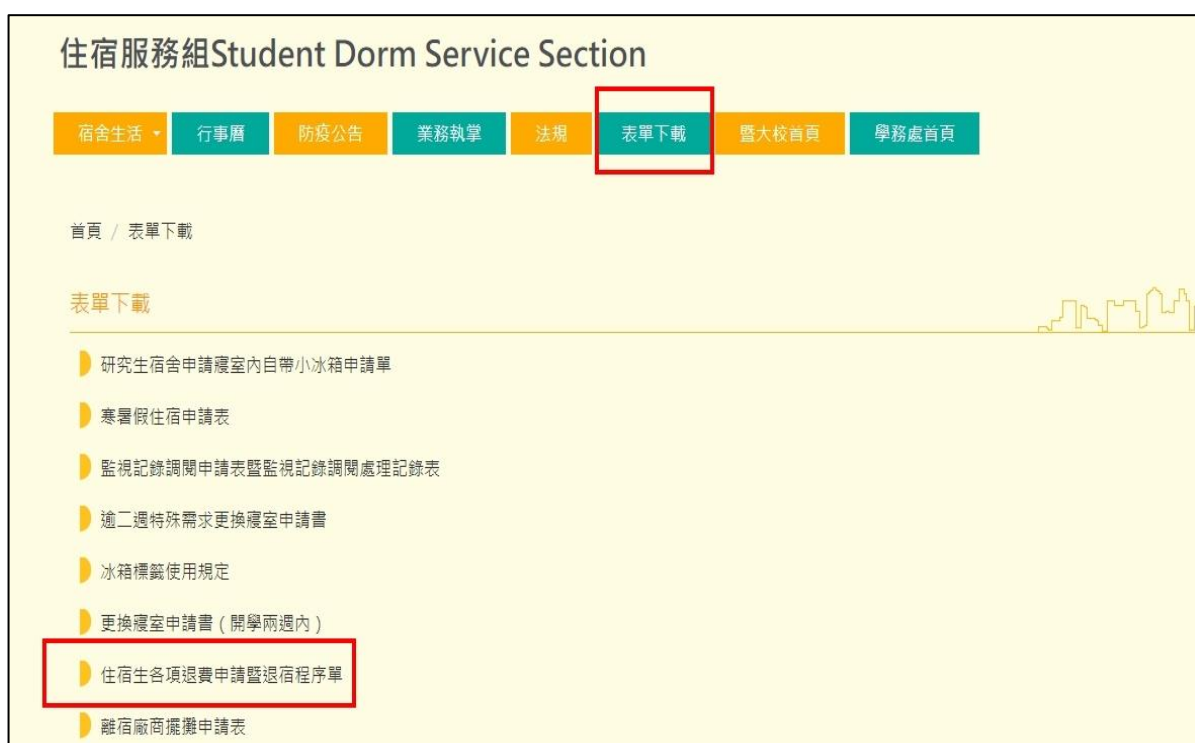 住宿服務組Student Dorm Service Section
宿舍生活 行事曆 防疫公告 業務執掌 法規 表單下載 暨大校首頁 學務處首頁
首頁 / 表單下載
表單下載
研究生宿舍申請寢室內自帶小冰箱申請單
寒暑假住宿申請表
監視記錄調閱申請表暨監視記錄調閱處理記錄表
逾二週特殊需求更換寢室申請書
冰箱標籤使用規定
更換寢室申請書（開學兩週內）
住宿生各項退費申請暨退宿程序單
離宿廠商擺攤申請表